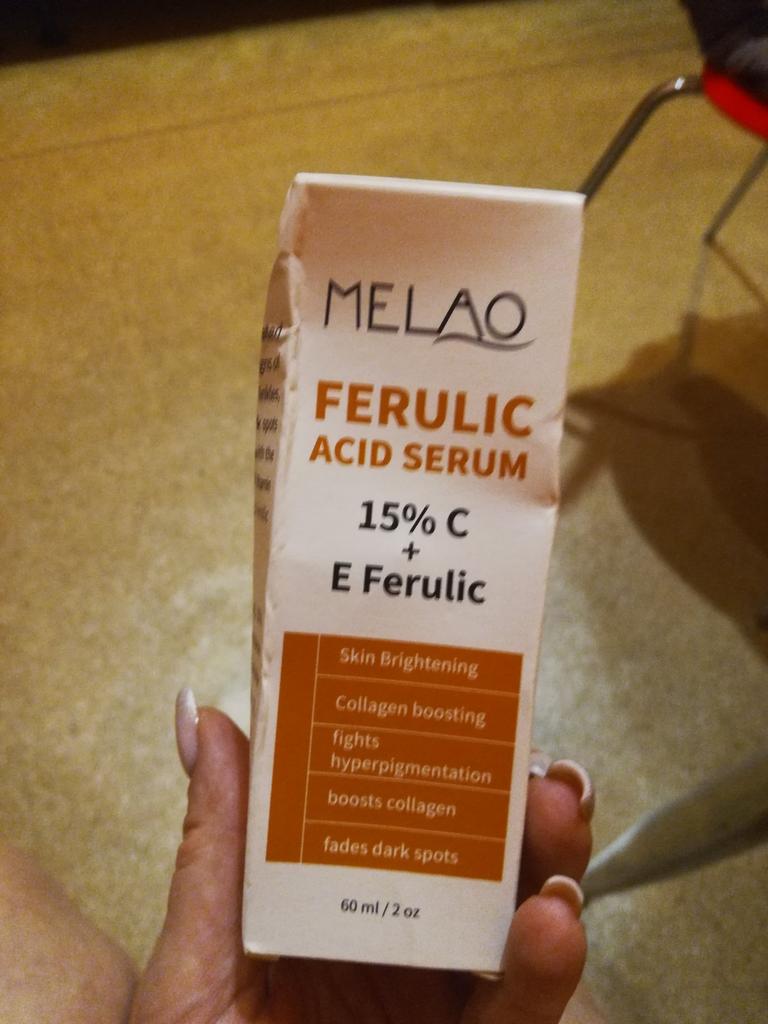 MELAO
FERULIC
ACID SERUM
15% C
+
E Ferulic
Skin Brightening
Collagen boosting
fights
hyperpigmentation
boosts collagen
fades dark spots
60 ml / 2 oz
spots